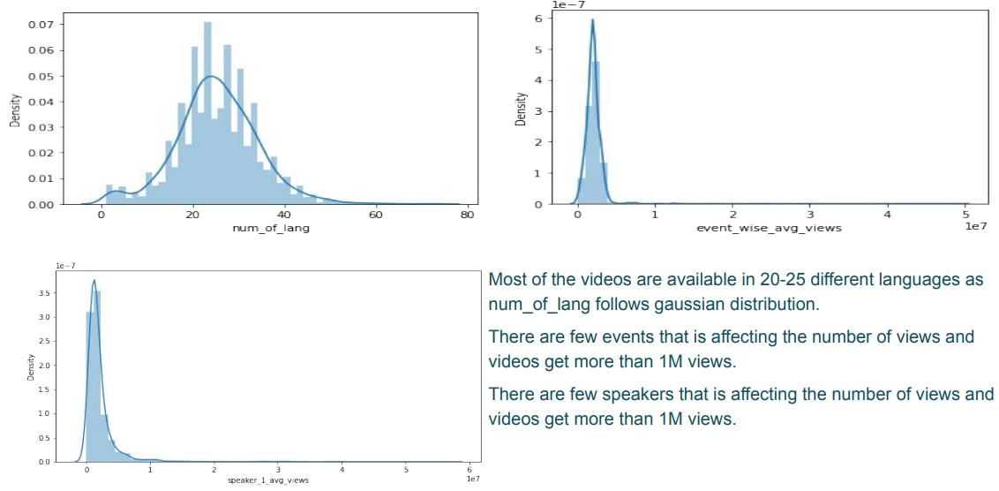 0.07
0.06
0.05
0.04
0.03
0.02
0.01
0.00
Density
0 20 40 60 80
num_of_lang
1e−7
6
5
4
3
2
1
0
Density
0 1 2 3 4 5
1e7
event_wise_avg_views
1e−7
3.5
3.0
2.5
2.0
1.5
1.0
0.5
0.0
Density
0 1 2 3 4 5 6
1e7
speaker_1_avg_views
Most of the videos are available in 20-25 different languages as
num_of_lang follows gaussian distribution.
There are few events that is affecting the number of views and
videos get more than 1M views.
There are few speakers that is affecting the number of views and
videos get more than 1M views.